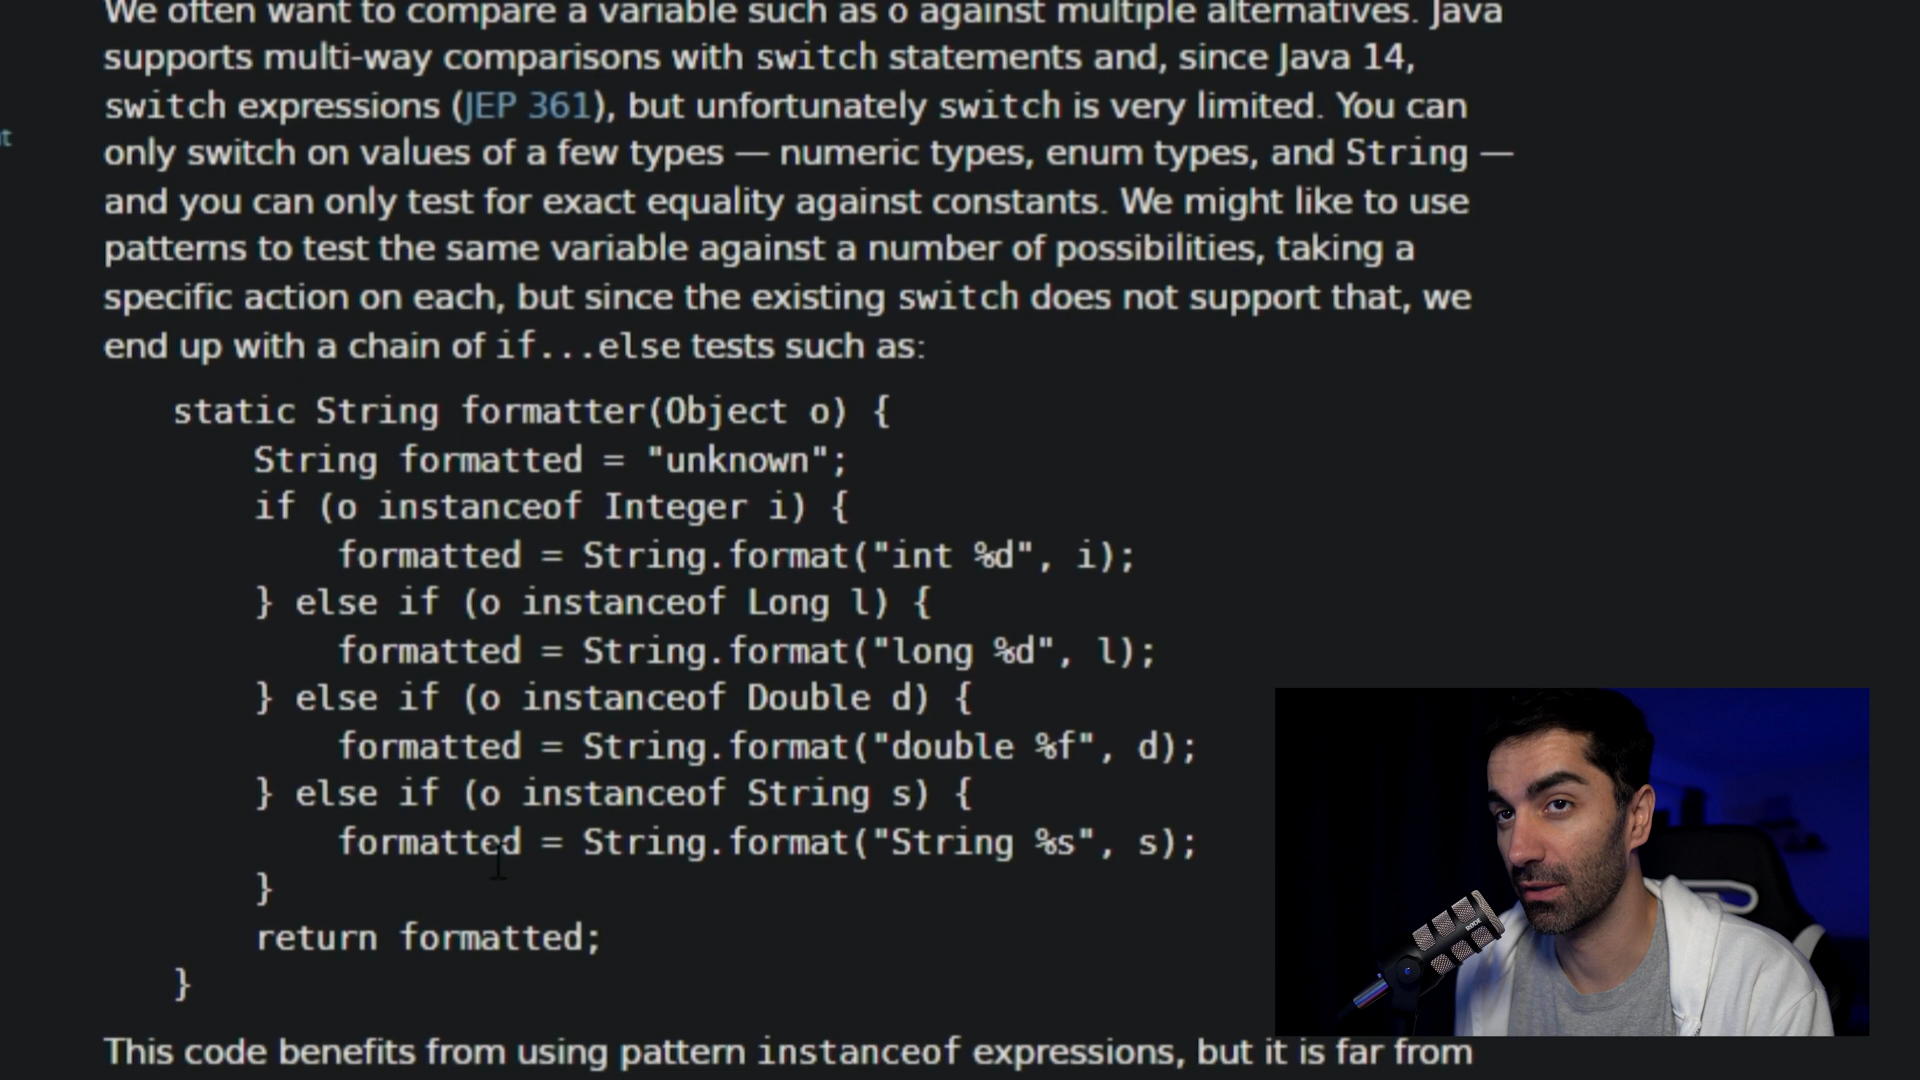 We often want to compare a variable such as o against multiple alternatives. Java
supports multi-way comparisons with switch statements and, since Java 14,
switch expressions (JEP 361), but unfortunately switch is very limited. You can
only switch on values of a few types — numeric types, enum types, and String —
and you can only test for exact equality against constants. We might like to use
patterns to test the same variable against a number of possibilities, taking a
specific action on each, but since the existing switch does not support that, we
end up with a chain of if...else tests such as:
static String formatter(Object o) {
    String formatted = "unknown";
    if (o instanceof Integer i) {
        formatted = String.format("int %d", i);
    } else if (o instanceof Long l) {
        formatted = String.format("long %d", l);
    } else if (o instanceof Double d) {
        formatted = String.format("double %f", d);
    } else if (o instanceof String s) {
        formatted = String.format("String %s", s);
    }
    return formatted;
}
RODE
This code benefits from using pattern instanceof expressions, but it is far from